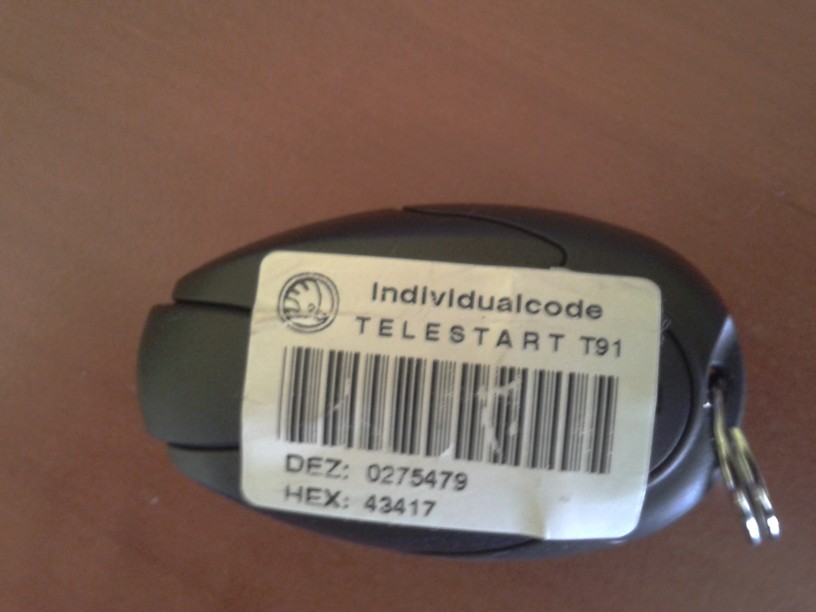 Individualcode
TELESTART T91
DEZ: 0275479
HEX: 43417